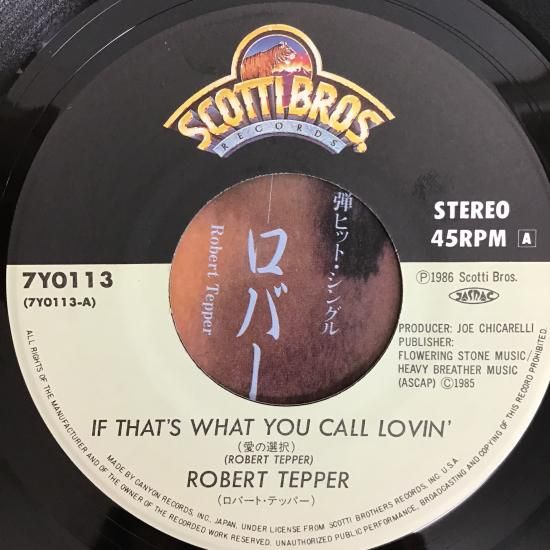 SCOTTI BROS.
RECORDS
弾ヒット・シングル
ロバー
Robert Tepper
STEREO
45RPM A
7Y0113
(7Y0113-A)
Ⓟ1986 Scotti Bros.
JASRAC
PRODUCER: JOE CHICARELLI
PUBLISHER:
FLOWERING STONE MUSIC/
HEAVY BREATHER MUSIC
(ASCAP) Ⓒ1985
IF THAT'S WHAT YOU CALL LOVIN'
(愛の選択)
(ROBERT TEPPER)
ROBERT TEPPER
(ロバート・テッパー)
MADE BY CANYON RECORDS, INC., JAPAN, UNDER LICENSE FROM SCOTTI BROTHERS RECORDS, INC. U.S.A.
ALL RIGHTS OF THE MANUFACTURER AND OF THE OWNER OF THE RECORDED WORK RESERVED. UNAUTHORIZED PUBLIC PERFORMANCE, BROADCASTING AND COPYING OF THIS RECORD PROHIBITED.